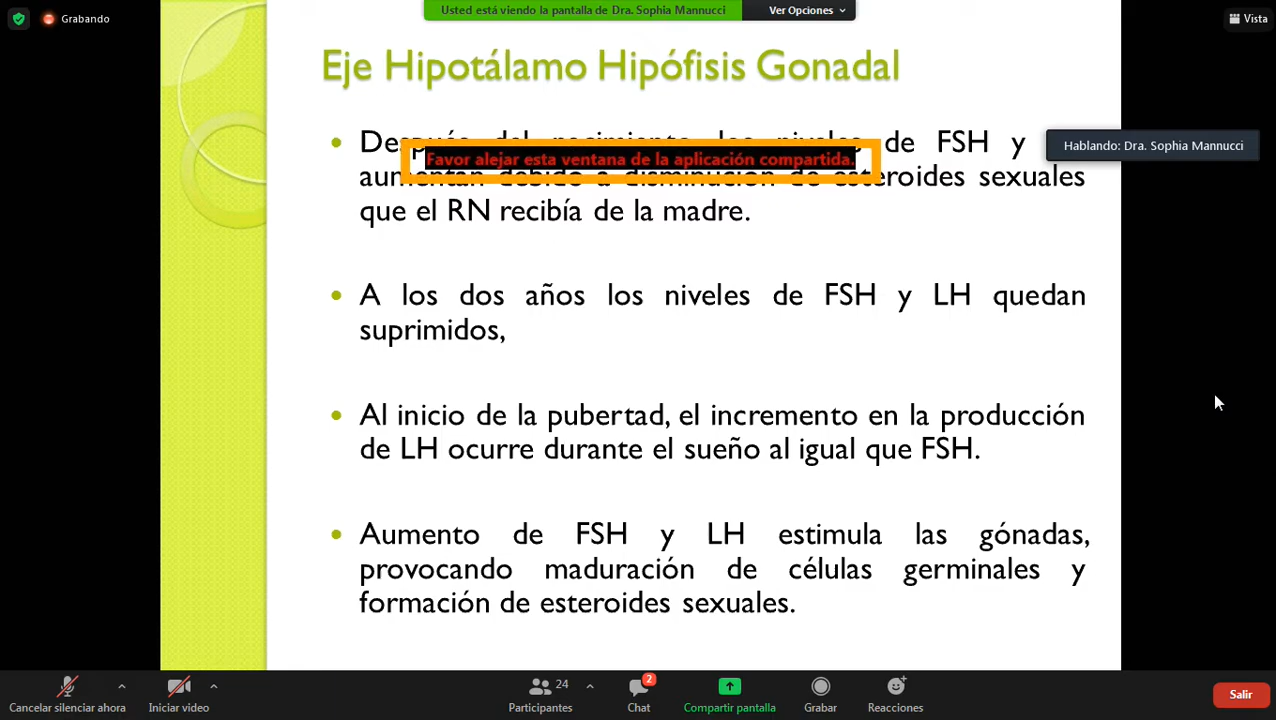 Grabando
Usted está viendo la pantalla de Dra. Sophia Mannucci
Ver Opciones
Vista
Eje Hipotálamo Hipófisis Gonadal
Después del nacimiento los niveles de FSH y
Hablando: Dra. Sophia Mannucci
Favor alejar esta ventana de la aplicación compartida.
aumentan debido a disminución de esteroides sexuales
que el RN recibía de la madre.
A los dos años los niveles de FSH y LH quedan
suprimidos,
Al inicio de la pubertad, el incremento en la producción
de LH ocurre durante el sueño al igual que FSH.
Aumento de FSH y LH estimula las gónadas,
provocando maduración de células germinales y
formación de esteroides sexuales.
Cancelar silenciar ahora
Iniciar video
24
Participantes
2
Chat
Compartir pantalla
Grabar
Reacciones
Salir